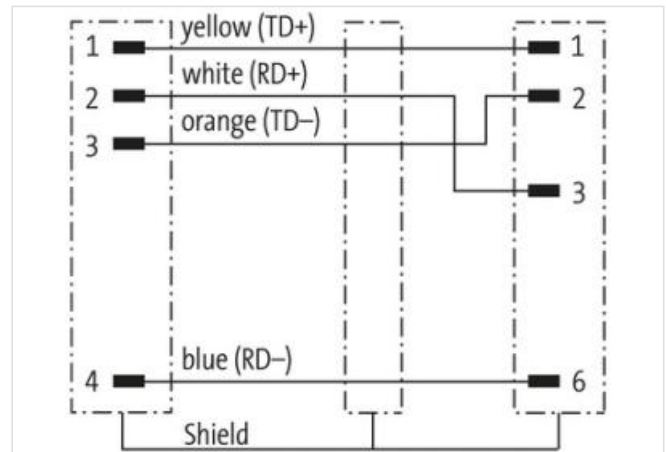 1 yellow (TD+) 1
2 white (RD+) 2
3 orange (TD–)
3
4 blue (RD–) 6
Shield